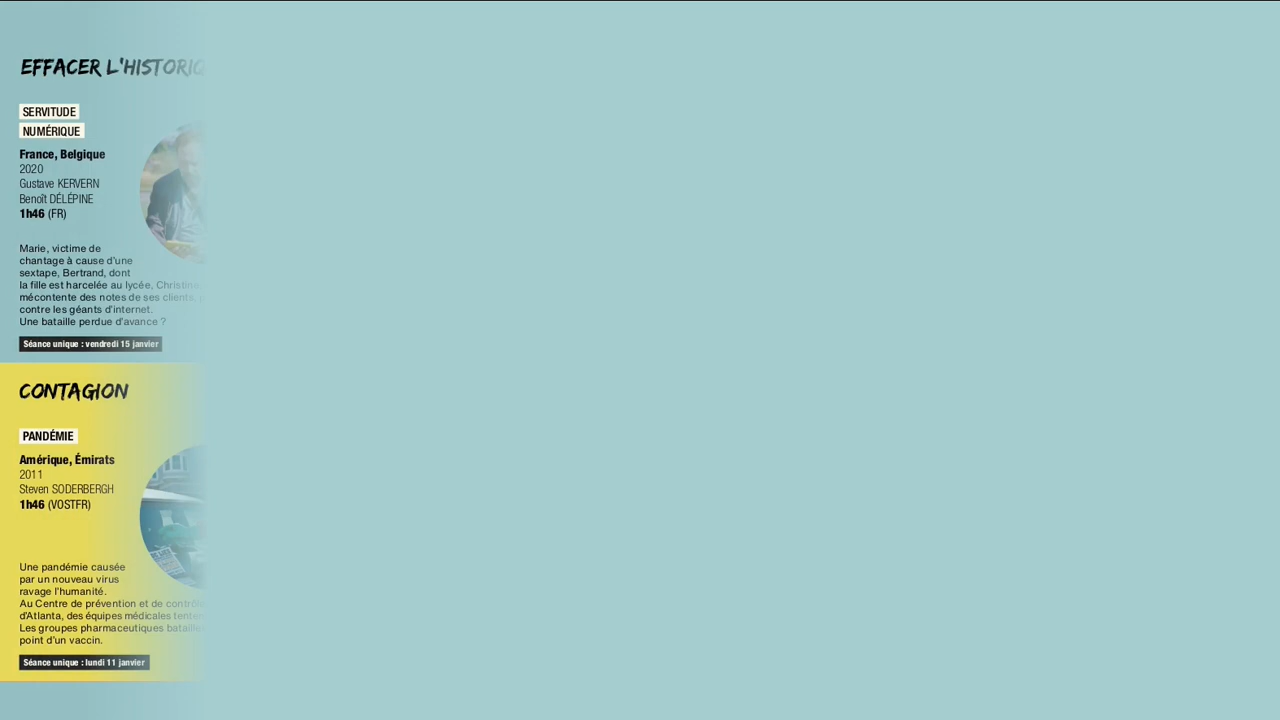 EFFACER L'HISTORIQ
SERVITUDE
NUMÉRIQUE
France, Belgique
2020
Gustave KERVERN
Benoît DÉLÉPINE
1h46 (FR)
Marie, victime de
chantage à cause d'une
sextape, Bertrand, dont
la fille est harcelée au lycée, Christine
mécontente des notes de ses clients,
contre les géants d'internet.
Une bataille perdue d'avance ?
Séance unique : vendredi 15 janvier
CONTAGION
PANDÉMIE
Amérique, Émirats
2011
Steven SODERBERGH
1h46 (VOSTFR)
Une pandémie causée
par un nouveau virus
ravage l'humanité.
Au Centre de prévention et de contrôle
d'Atlanta, des équipes médicales tentent
Les groupes pharmaceutiques bataillent
point d'un vaccin.
Séance unique : lundi 11 janvier